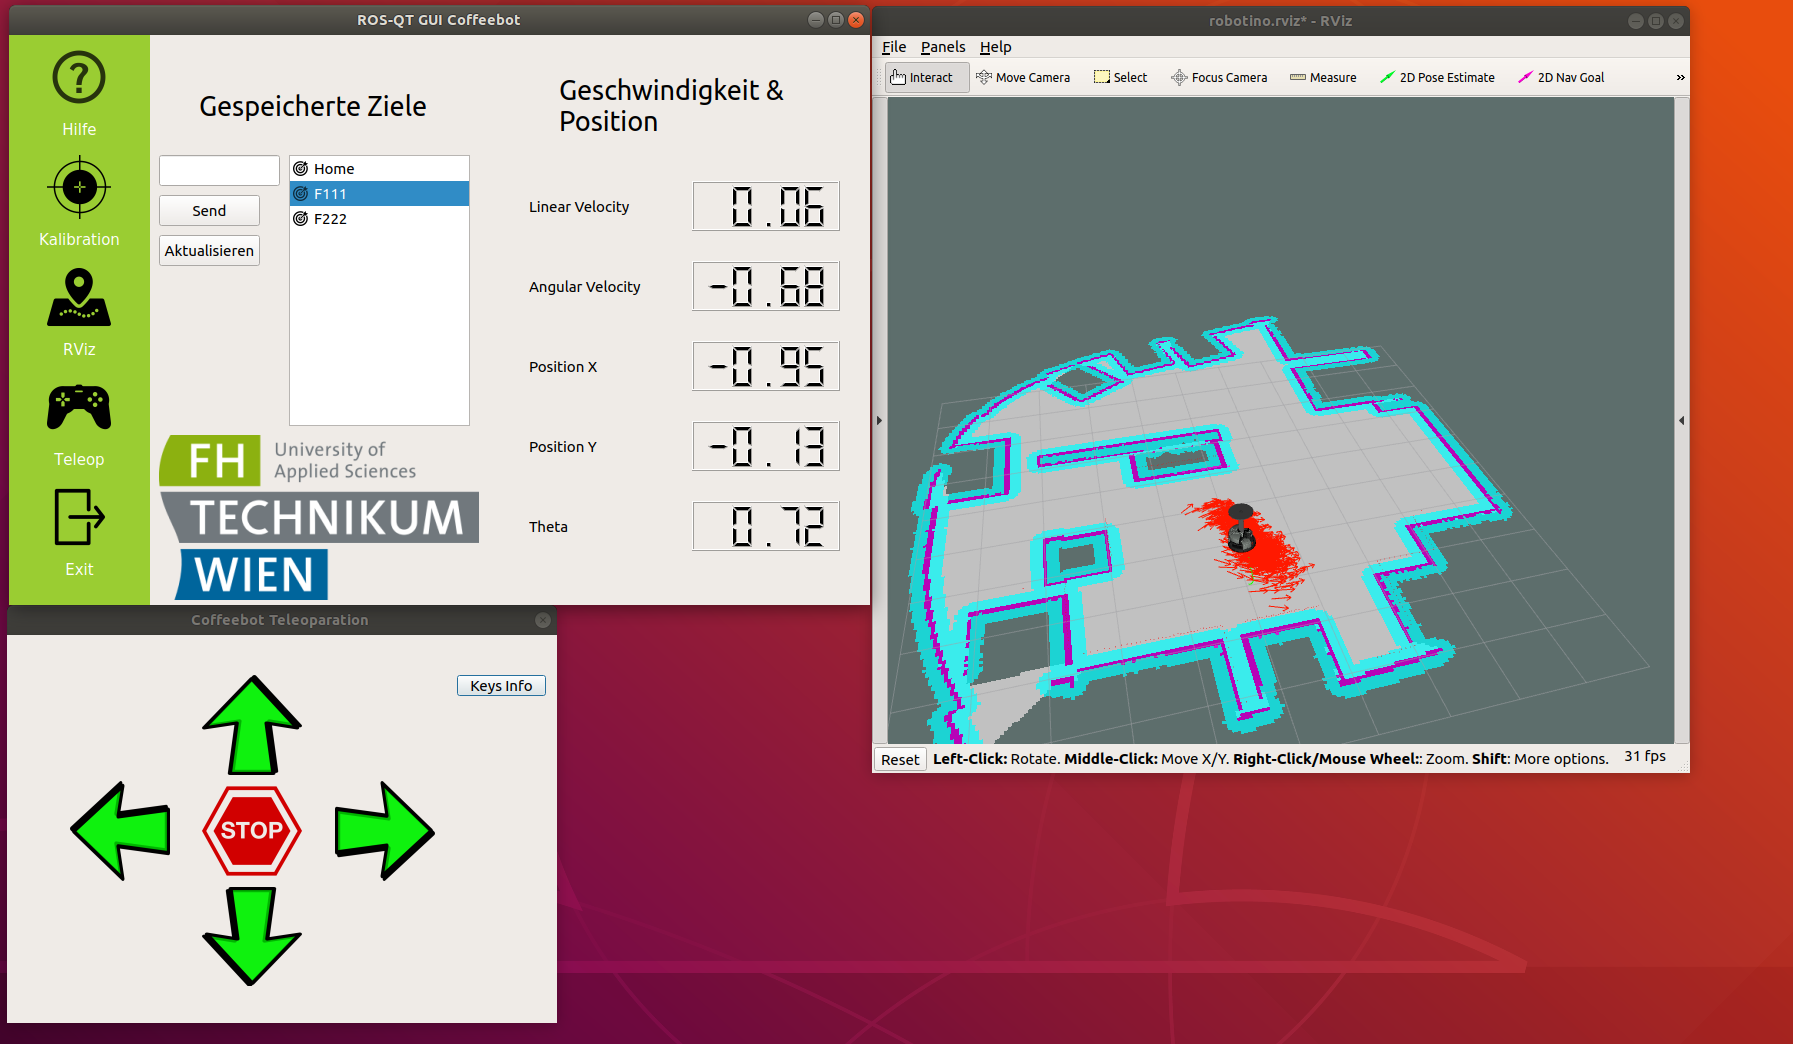 ROS-QT GUI Coffeebot
Hilfe
Kalibration
RViz
Teleop
Exit
Gespeicherte Ziele
Send
Aktualisieren
Home
F111
F222
FH University of
Applied Sciences
TECHNIKUM
WIEN
Geschwindigkeit &
Position
Linear Velocity 0.06
Angular Velocity -0.68
Position X -0.95
Position Y -0.13
Theta 0.72
Coffeebot Teleoparation
Keys Info
STOP
robotino.rviz* - RViz
File Panels Help
Interact Move Camera Select Focus Camera Measure 2D Pose Estimate 2D Nav Goal »
Reset Left-Click: Rotate. Middle-Click: Move X/Y. Right-Click/Mouse Wheel:: Zoom. Shift: More options. 31 fps